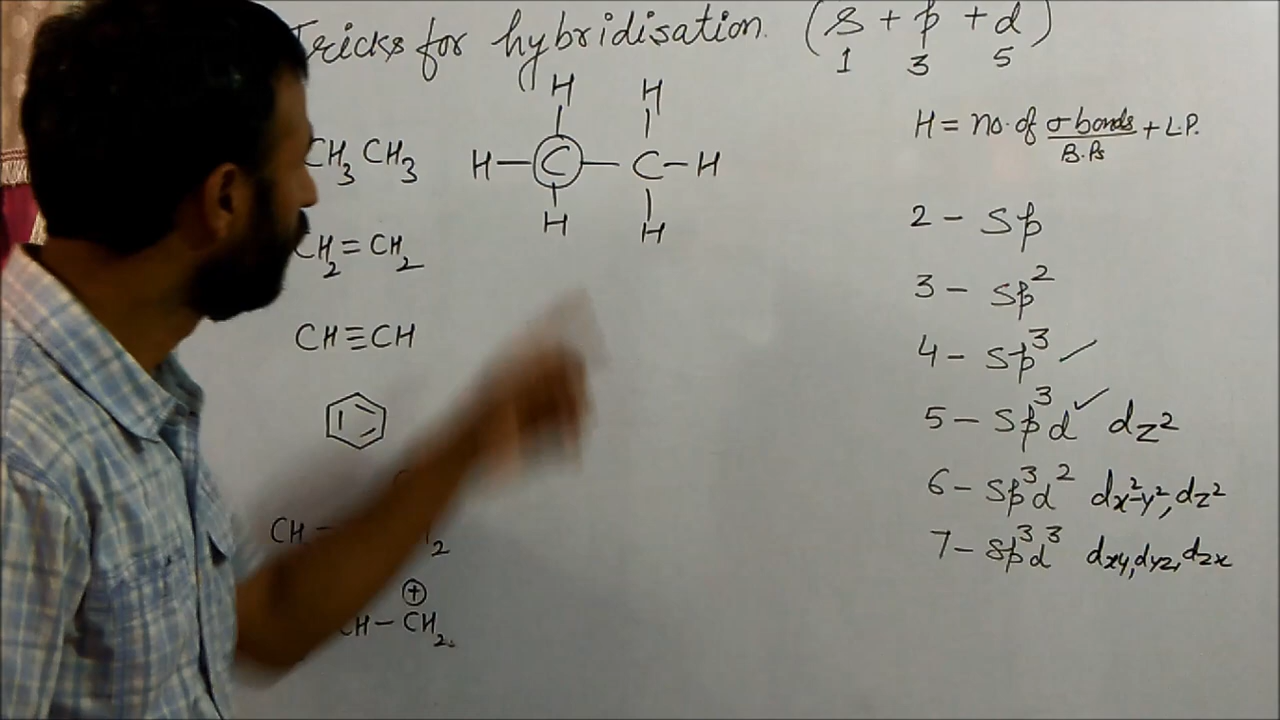 Tricks for hybridisation. (s + p + d)
1 3 5
H H
CH3 CH3 H – C – C – H
H H
H = no. of σ bonds/B.Ps + L.P.
CH2 = CH2
CH ≡ CH
2 – sp
3 – sp²
4 – sp³ ✓
5 – sp³d ✓ dz²
6 – sp³d² dx²-y², dz²
7 – sp³d³ dxy, dyz, dzx
CH – 2
⊕
CH – CH2